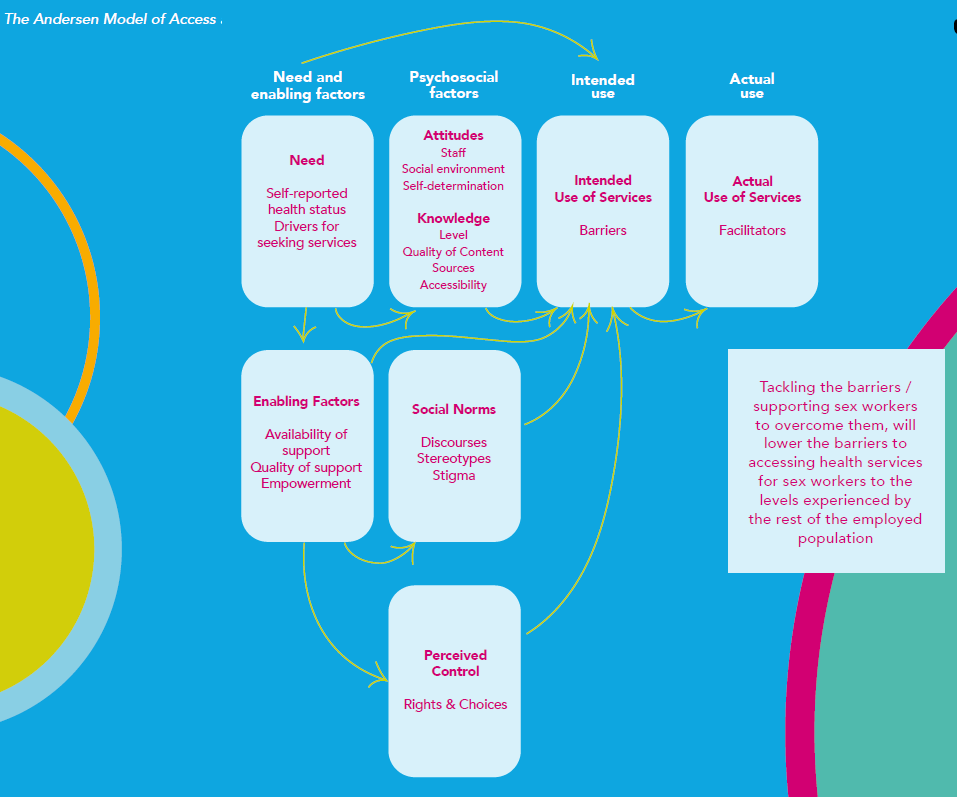 The Andersen Model of Access
Need and
enabling factors
Psychosocial
factors
Intended
use
Actual
use
Need
Self-reported
health status
Drivers for
seeking services
Attitudes
Staff
Social environment
Self-determination
Knowledge
Level
Quality of Content
Sources
Accessibility
Intended
Use of Services
Barriers
Actual
Use of Services
Facilitators
Enabling Factors
Availability of
support
Quality of support
Empowerment
Social Norms
Discourses
Stereotypes
Stigma
Perceived
Control
Rights & Choices
Tackling the barriers /
supporting sex workers
to overcome them, will
lower the barriers to
accessing health services
for sex workers to the
levels experienced by
the rest of the employed
population